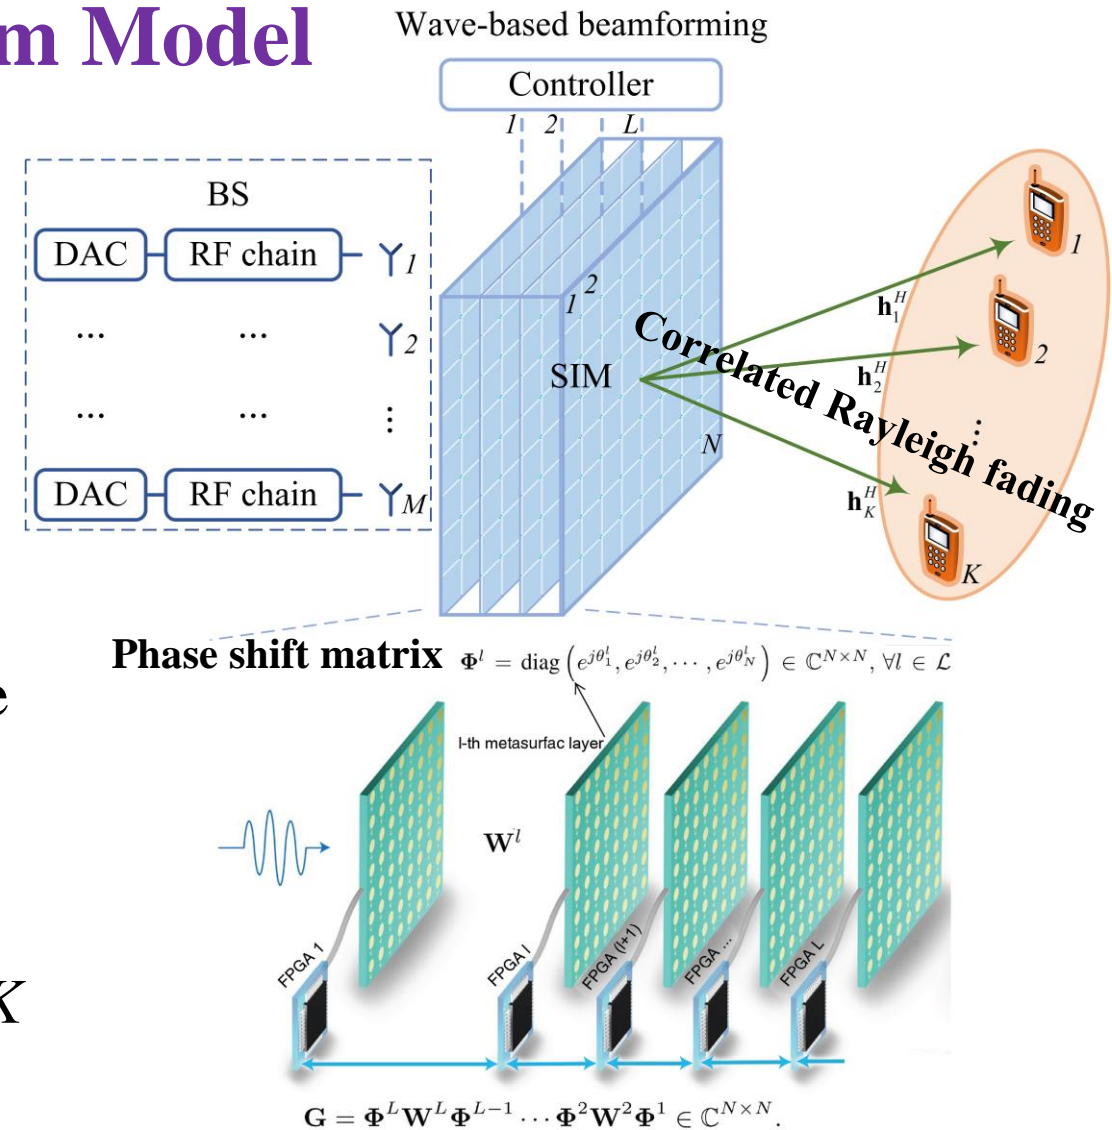 m Model
Wave-based beamforming
Controller
1 2 L
BS
DAC RF chain 1
... ... 2
... ... ⋮
DAC RF chain M
1 2
SIM
N
Correlated Rayleigh fading
h_1^H
h_2^H
h_K^H
1
2
⋮
K
Phase shift matrix Φ^l = diag(e^{jθ_1^l}, e^{jθ_2^l}, ⋯, e^{jθ_N^l}) ∈ ℂ^{N×N}, ∀l ∈ ℒ
e
l-th metasurfac layer
W^l
K
FPGA 1
FPGA l
FPGA (l+1)
FPGA ...
FPGA L
G = Φ^L W^L Φ^{L−1} ⋯ Φ^2 W^2 Φ^1 ∈ ℂ^{N×N}.